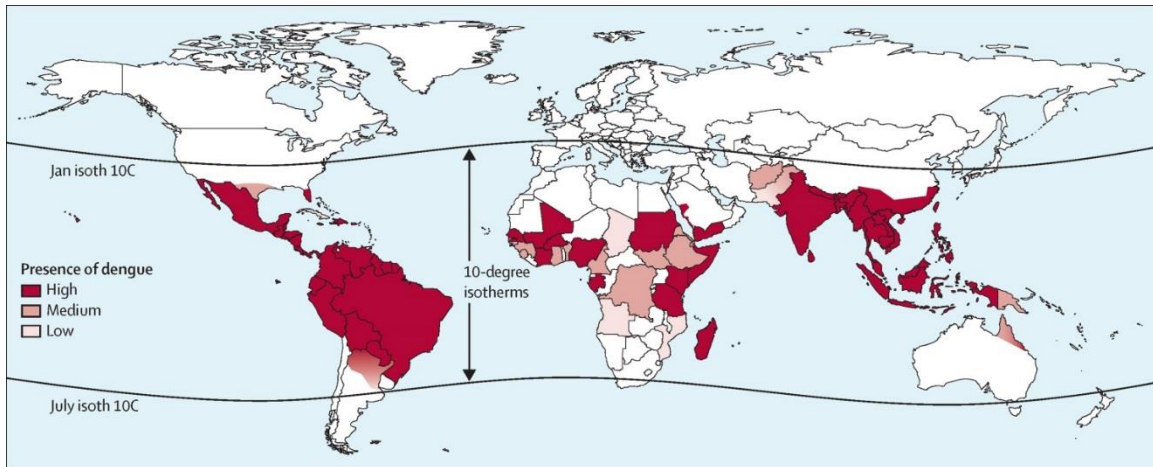 Jan isoth 10C
Presence of dengue
High
Medium
Low
10-degree
isotherms
July isoth 10C